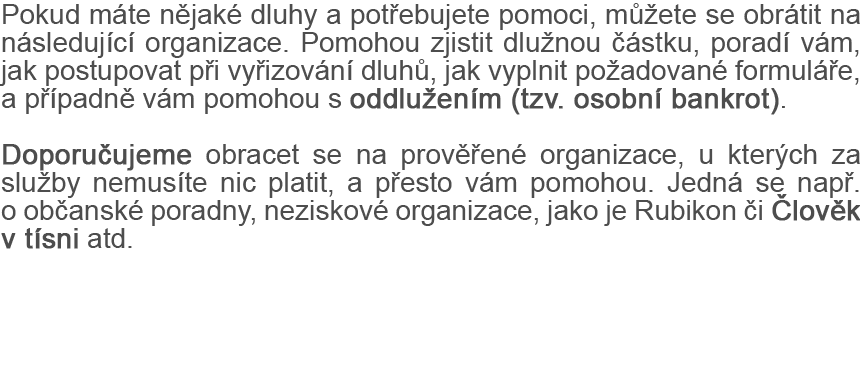 Pokud máte nějaké dluhy a potřebujete pomoci, můžete se obrátit na
následující organizace. Pomohou zjistit dlužnou částku, poradí vám,
jak postupovat při vyřizování dluhů, jak vyplnit požadované formuláře,
a případně vám pomohou s oddlužením (tzv. osobní bankrot).
Doporučujeme obracet se na prověřené organizace, u kterých za
služby nemusíte nic platit, a přesto vám pomohou. Jedná se např.
o občanské poradny, neziskové organizace, jako je Rubikon či Člověk
v tísni atd.